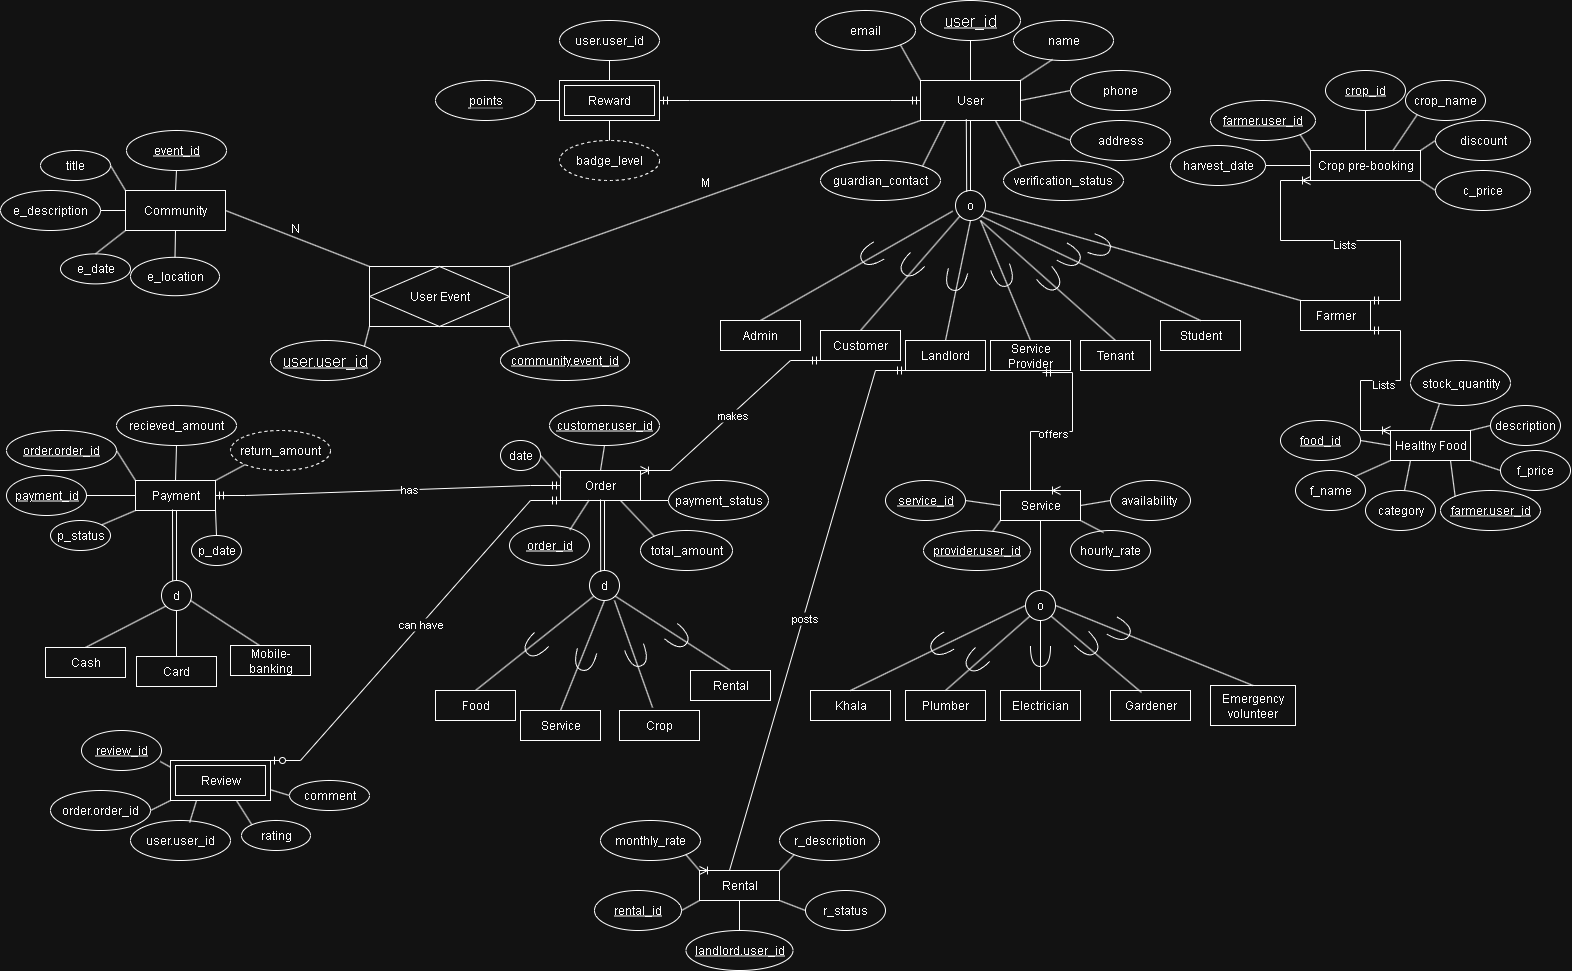 user_id
email
name
user.user_id
points
Reward
User
phone
badge_level
address
guardian_contact
verification_status
o
crop_id
crop_name
farmer.user_id
discount
harvest_date
Crop pre-booking
c_price
Lists
event_id
title
e_description
Community
e_date
e_location
N
M
User Event
user.user_id
community.event_id
Admin
Customer
Landlord
Service
Provider
Tenant
Student
Farmer
Lists
stock_quantity
description
food_id
Healthy Food
f_price
f_name
category
farmer.user_id
makes
offers
recieved_amount
order.order_id
return_amount
payment_id
Payment
p_status
p_date
d
Cash
Card
Mobile-
banking
has
customer.user_id
date
Order
payment_status
order_id
total_amount
d
Food
Service
Crop
Rental
can have
posts
service_id
Service
availability
provider.user_id
hourly_rate
o
Khala
Plumber
Electrician
Gardener
Emergency
volunteer
review_id
Review
comment
order.order_id
user.user_id
rating
monthly_rate
r_description
Rental
rental_id
r_status
landlord.user_id